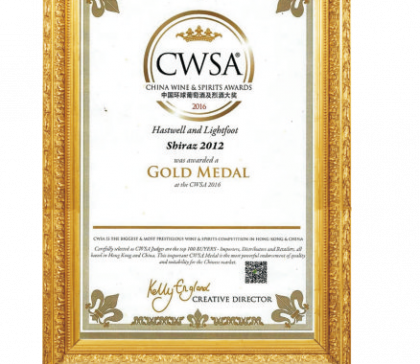 CWSA®
CHINA WINE & SPIRITS AWARDS
中国环球葡萄酒及烈酒大奖
2016
Hastwell and Lightfoot
Shiraz 2012
was awarded a
GOLD MEDAL
at the CWSA 2016
CWSA IS THE BIGGEST & MOST PRESTIGIOUS WINE & SPIRITS COMPETITION IN HONG KONG & CHINA
Carefully selected as CWSA Judges are the top 100 BUYERS - Importers, Distributors and Retailers, all
based in Hong Kong and China. This important CWSA Medal is the most powerful endorsement of quality
and suitability for the Chinese market.
Kelly England
CREATIVE DIRECTOR